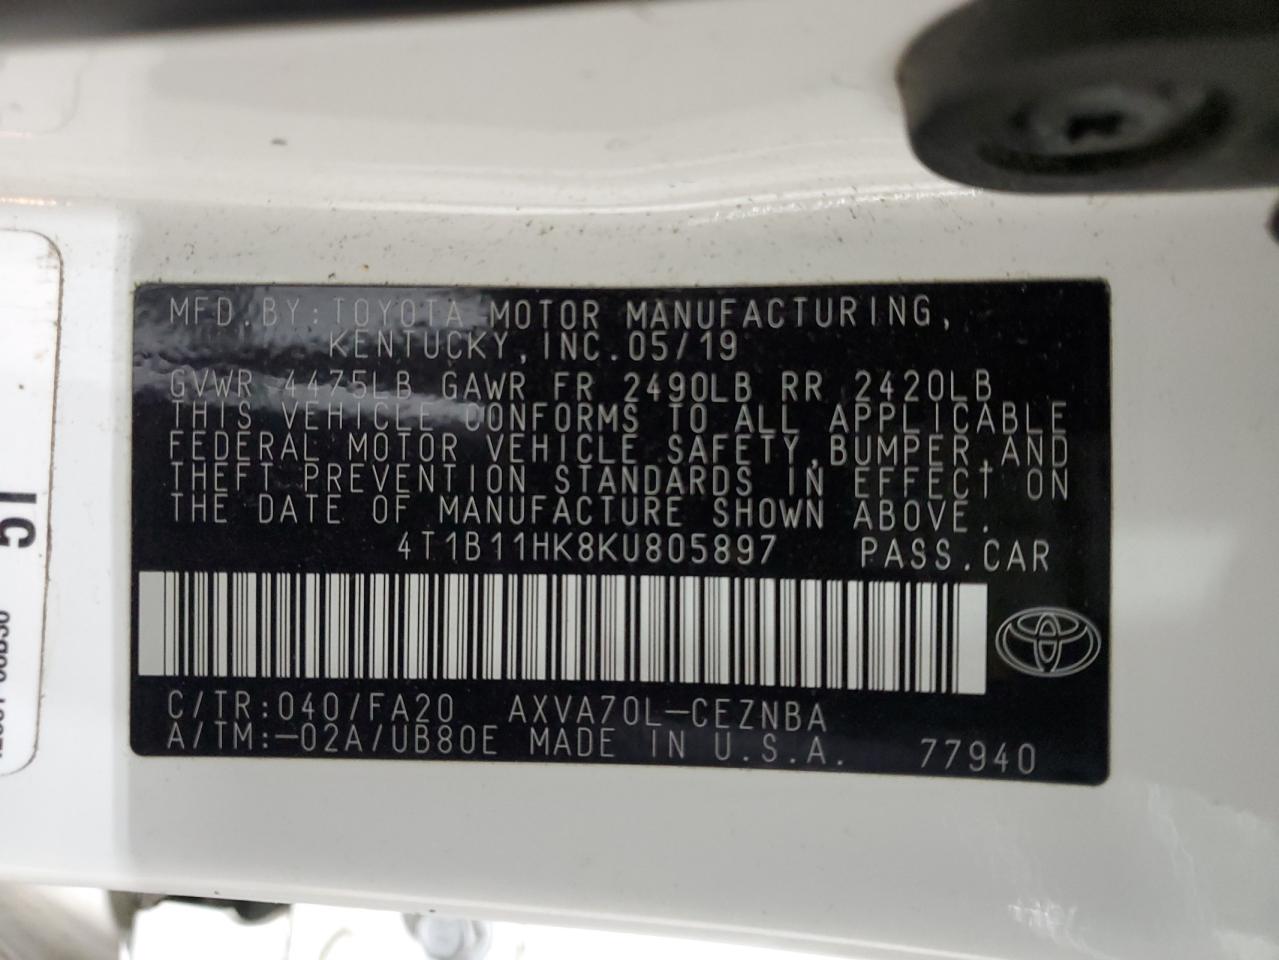 MFD.BY:TOYOTA MOTOR MANUFACTURING,
KENTUCKY,INC.05/19
GVWR 4475LB GAWR FR 2490LB RR 2420LB
THIS VEHICLE CONFORMS TO ALL APPLICABLE
FEDERAL MOTOR VEHICLE SAFETY,BUMPER,AND
THEFT PREVENTION STANDARDS IN EFFECT ON
THE DATE OF MANUFACTURE SHOWN ABOVE.
4T1B11HK8KU805897 PASS.CAR
C/TR:040/FA20 AXVA70L-CEZNBA
A/TM:-02A/UB80E MADE IN U.S.A. 77940